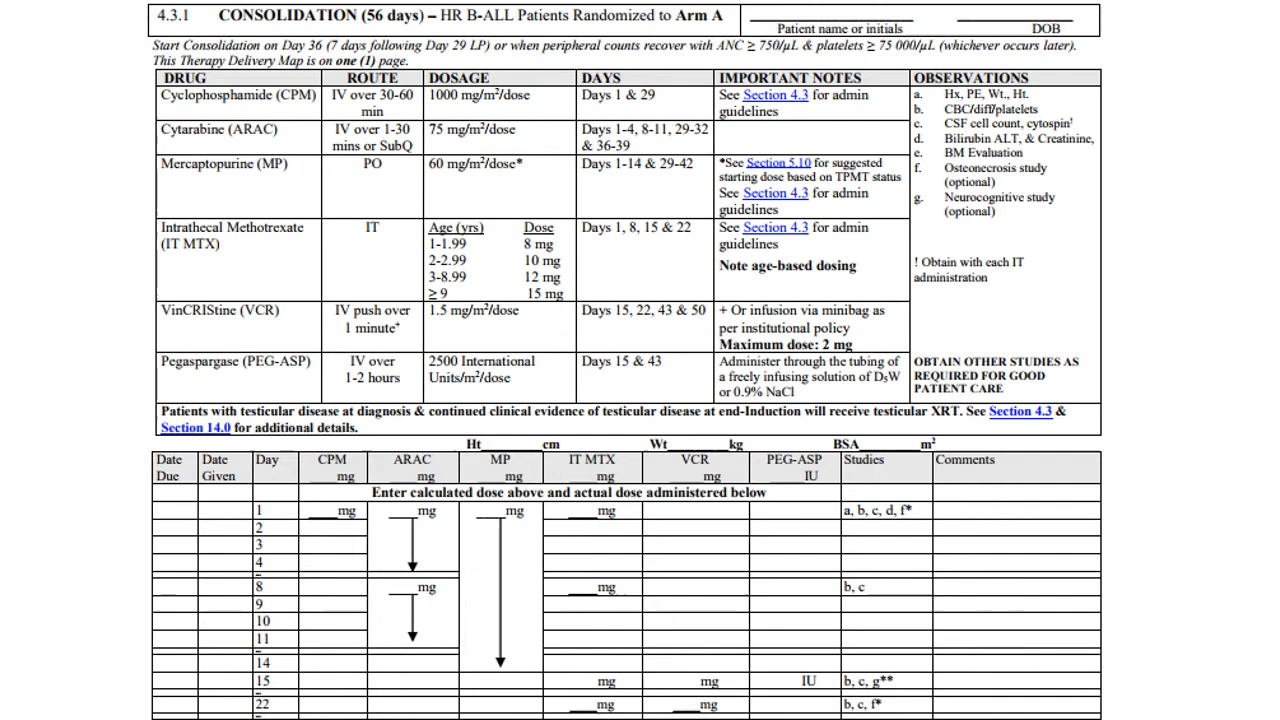 4.3.1 CONSOLIDATION (56 days) – HR B-ALL Patients Randomized to Arm A
Patient name or initials DOB
Start Consolidation on Day 36 (7 days following Day 29 LP) or when peripheral counts recover with ANC ≥ 750/µL & platelets ≥ 75 000/µL (whichever occurs later).
This Therapy Delivery Map is on one (1) page.
DRUG ROUTE DOSAGE DAYS IMPORTANT NOTES OBSERVATIONS
Cyclophosphamide (CPM) IV over 30-60 min 1000 mg/m²/dose Days 1 & 29 See Section 4.3 for admin guidelines
Cytarabine (ARAC) IV over 1-30 mins or SubQ 75 mg/m²/dose Days 1-4, 8-11, 29-32 & 36-39
Mercaptopurine (MP) PO 60 mg/m²/dose* Days 1-14 & 29-42 *See Section 5.10 for suggested starting dose based on TPMT status
See Section 4.3 for admin guidelines
Intrathecal Methotrexate (IT MTX) IT Age (yrs) Dose Days 1, 8, 15 & 22 See Section 4.3 for admin guidelines
1-1.99 8 mg
2-2.99 10 mg
3-8.99 12 mg
≥ 9 15 mg
Note age-based dosing
VinCRIStine (VCR) IV push over 1 minute⁺ 1.5 mg/m²/dose Days 15, 22, 43 & 50 + Or infusion via minibag as per institutional policy
Maximum dose: 2 mg
Pegaspargase (PEG-ASP) IV over 1-2 hours 2500 International Units/m²/dose Days 15 & 43 Administer through the tubing of a freely infusing solution of D₅W or 0.9% NaCl
a. Hx, PE, Wt., Ht.
b. CBC/diff/platelets
c. CSF cell count, cytospin!
d. Bilirubin ALT, & Creatinine,
e. BM Evaluation
f. Osteonecrosis study (optional)
g. Neurocognitive study (optional)
! Obtain with each IT administration
OBTAIN OTHER STUDIES AS REQUIRED FOR GOOD PATIENT CARE
Patients with testicular disease at diagnosis & continued clinical evidence of testicular disease at end-Induction will receive testicular XRT. See Section 4.3 &
Section 14.0 for additional details.
Ht______cm Wt______kg BSA______m²
Date Due Date Given Day CPM ARAC MP IT MTX VCR PEG-ASP Studies Comments
mg mg mg mg mg IU
Enter calculated dose above and actual dose administered below
1 ____mg ____mg ____mg ____mg a, b, c, d, f*
2
3
4
8 ____mg ____mg b, c
9
10
11
14
15 mg mg IU b, c, g**
22 ____mg ____mg b, c, f*